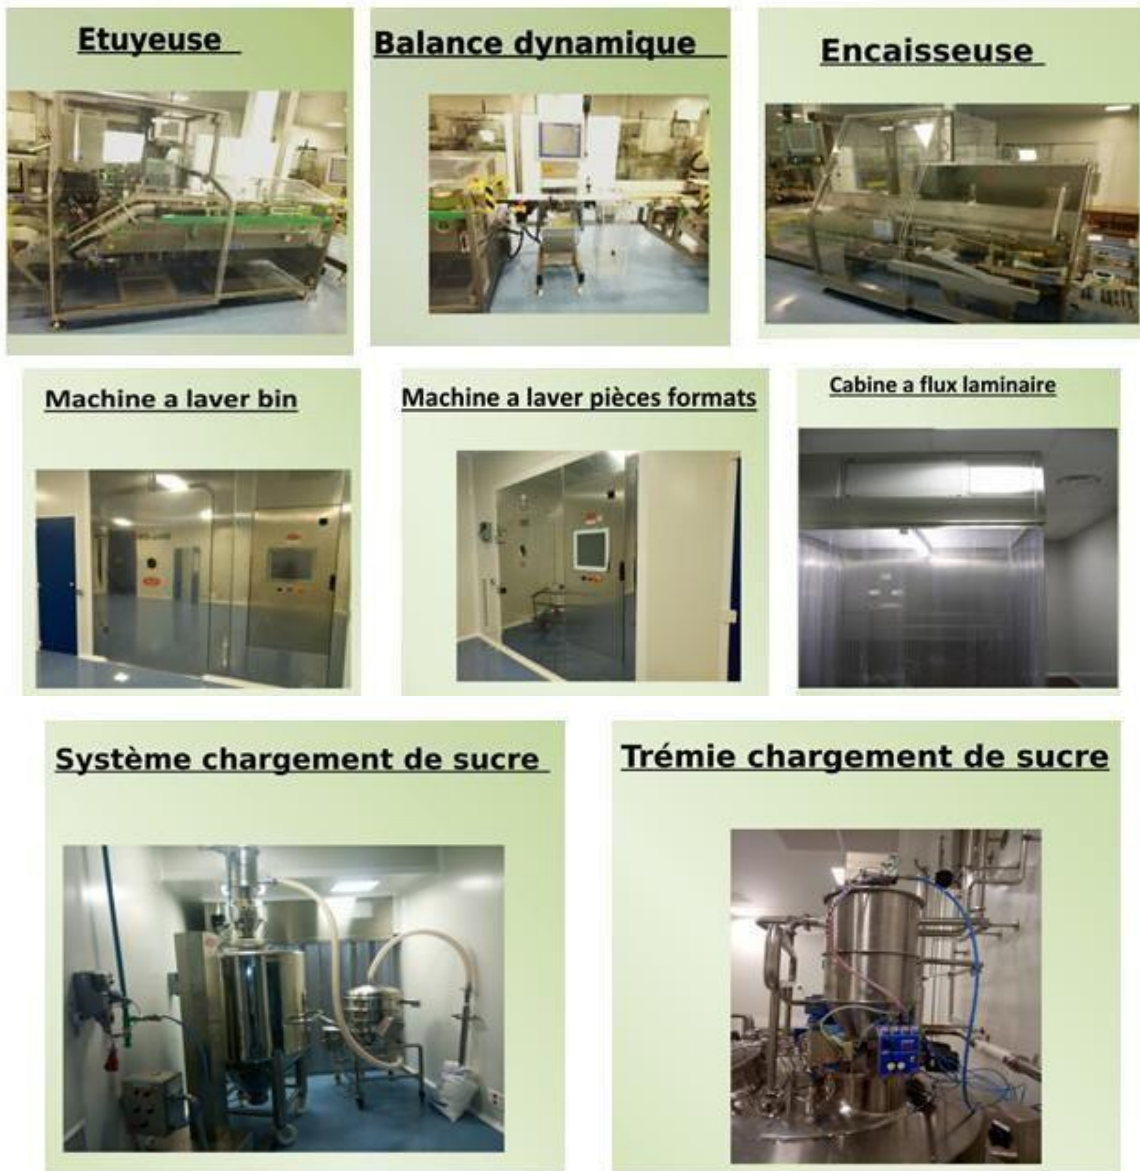 Etuyeuse
Balance dynamique
Encaisseuse
Machine a laver bin
Machine a laver pièces formats
Cabine a flux laminaire
Système chargement de sucre
Trémie chargement de sucre